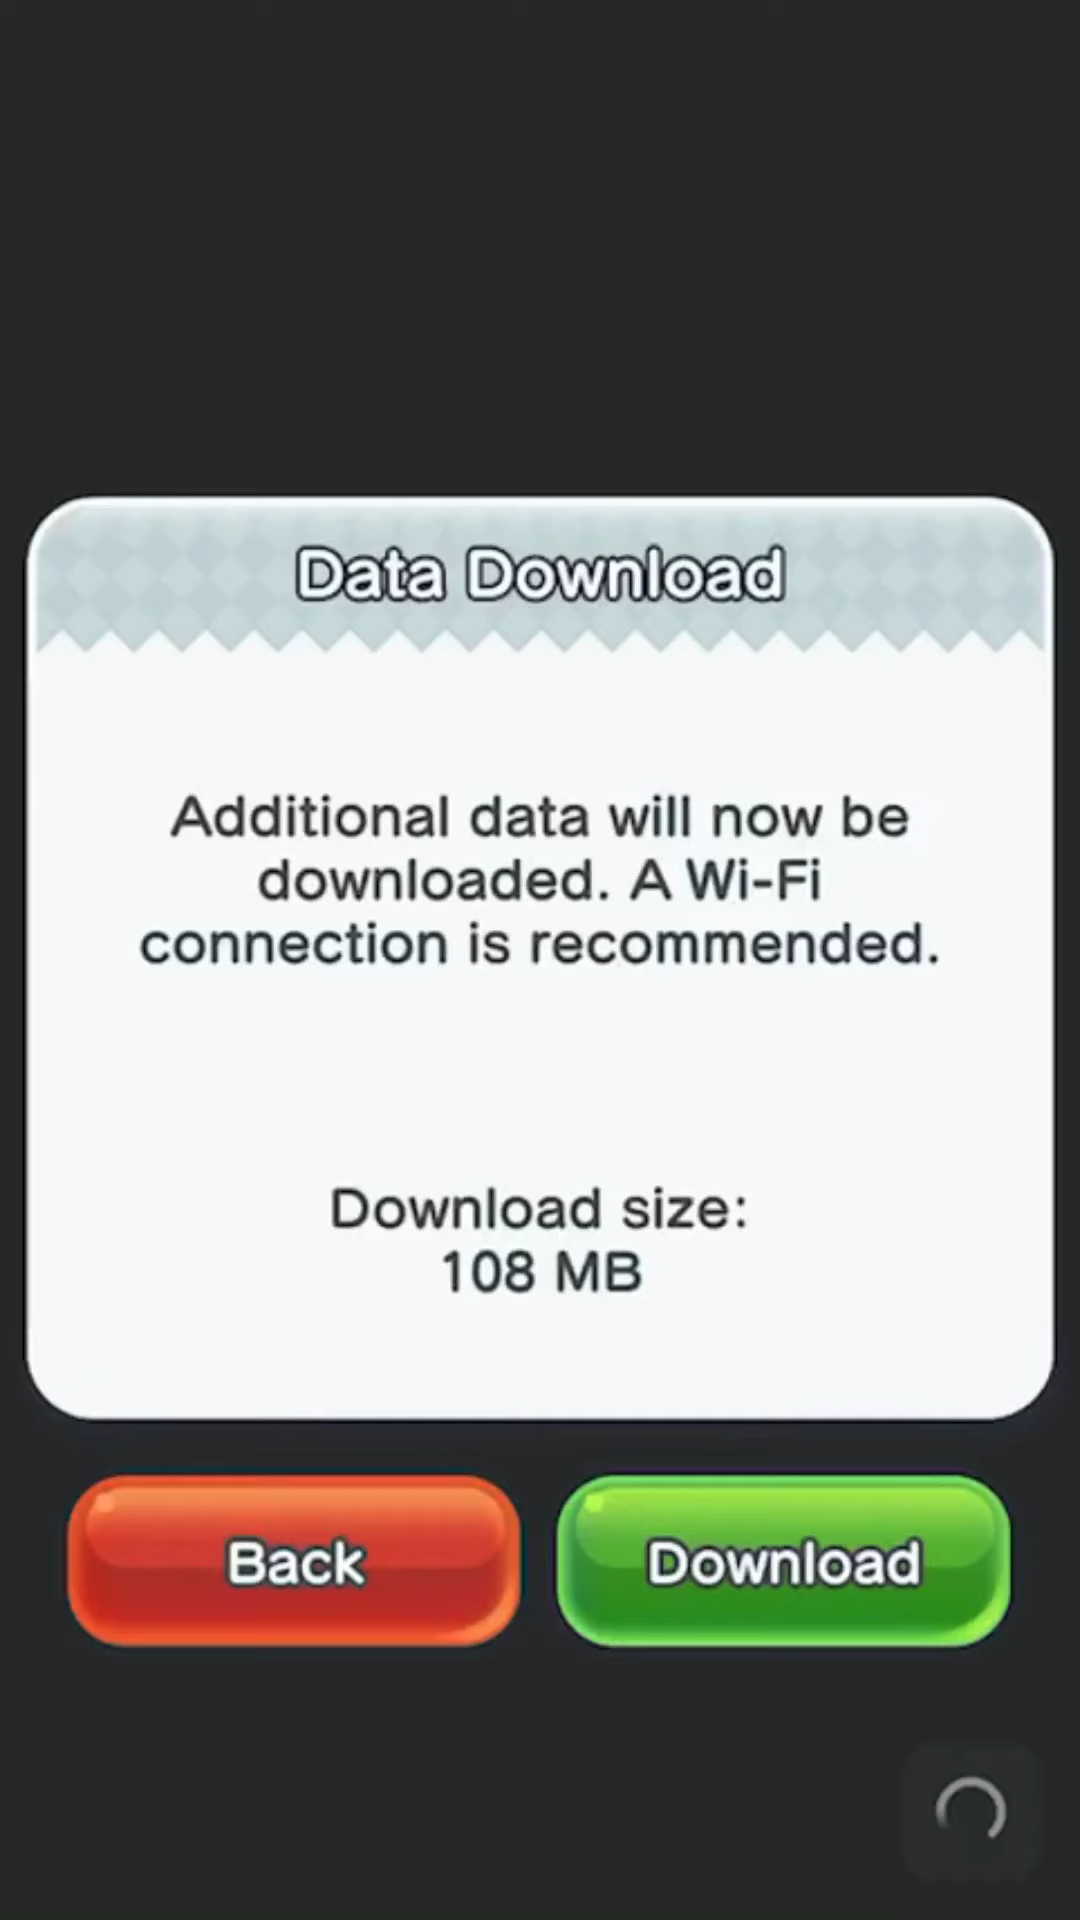 Data Download
Additional data will now be
downloaded. A Wi-Fi
connection is recommended.
Download size:
108 MB
Back
Download